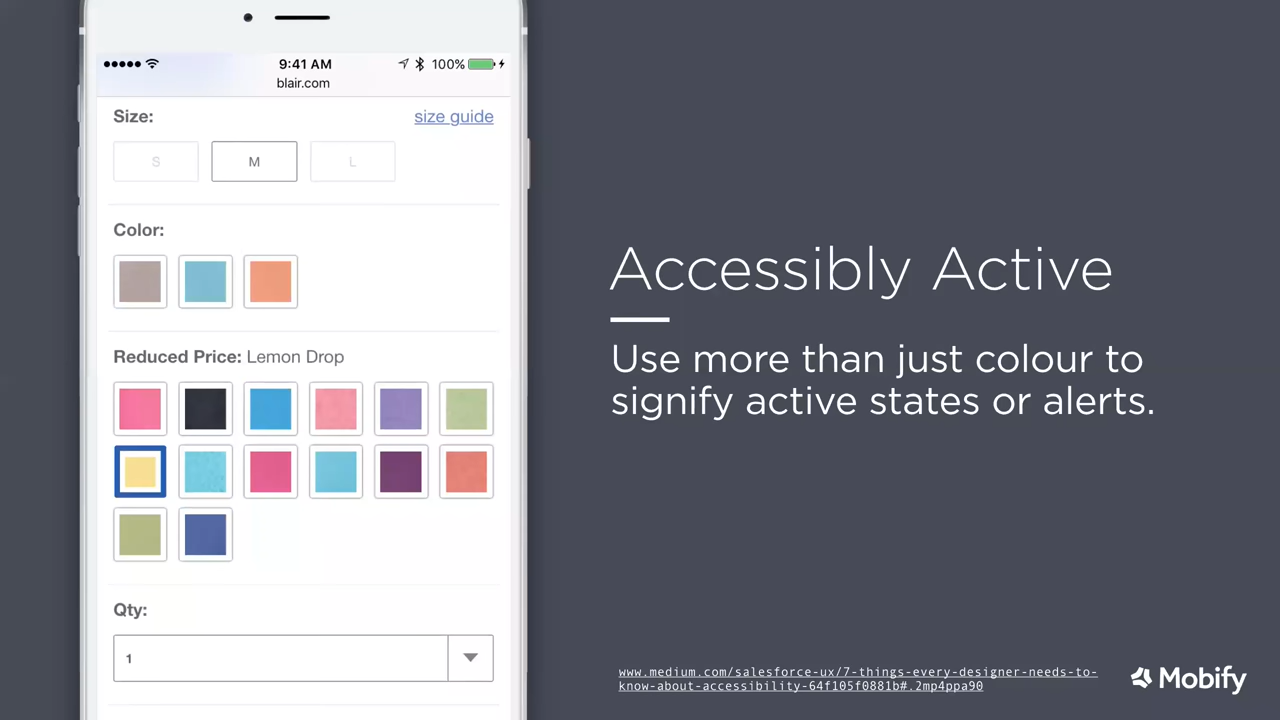 9:41 AM
100%
blair.com
Size:
size guide
S
M
L
Color:
Reduced Price: Lemon Drop
Qty:
1
Accessibly Active
Use more than just colour to
signify active states or alerts.
www.medium.com/salesforce-ux/7-things-every-designer-needs-to-
know-about-accessibility-64f105f0881b#.2mp4ppa90
Mobify